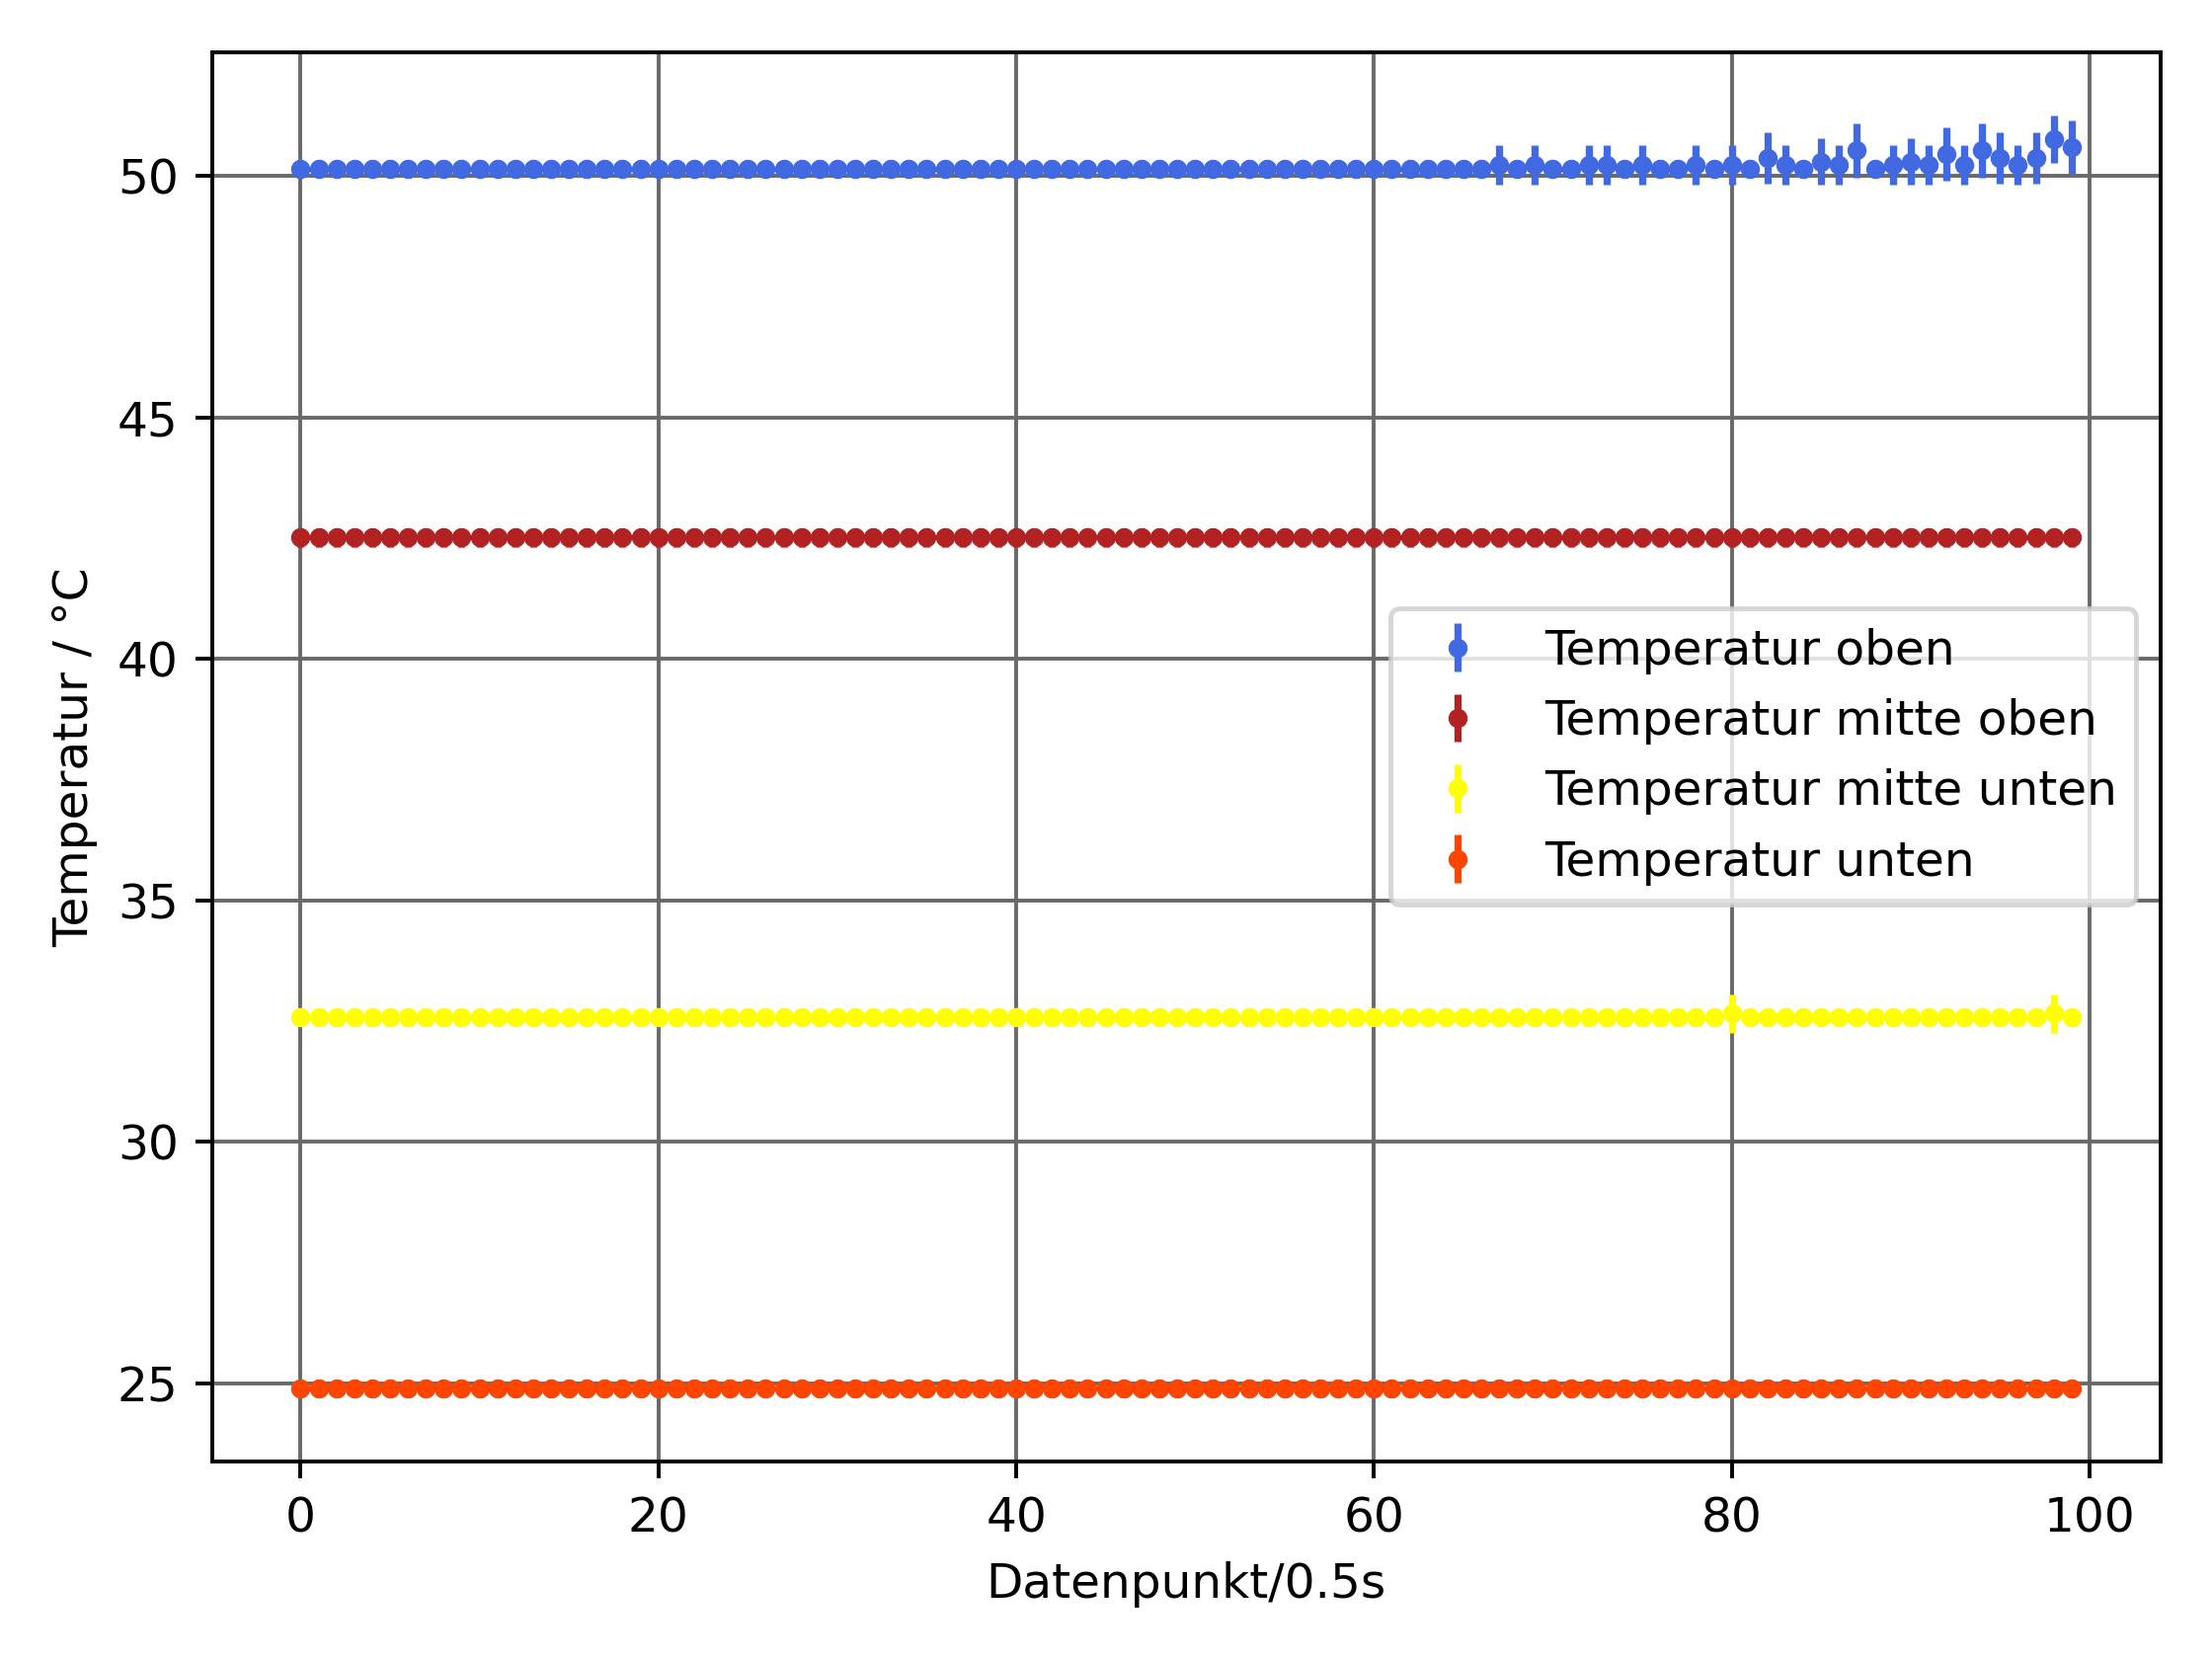 50
45
40
35
30
25
Temperatur / °C
Temperatur oben
Temperatur mitte oben
Temperatur mitte unten
Temperatur unten
0 20 40 60 80 100
Datenpunkt/0.5s